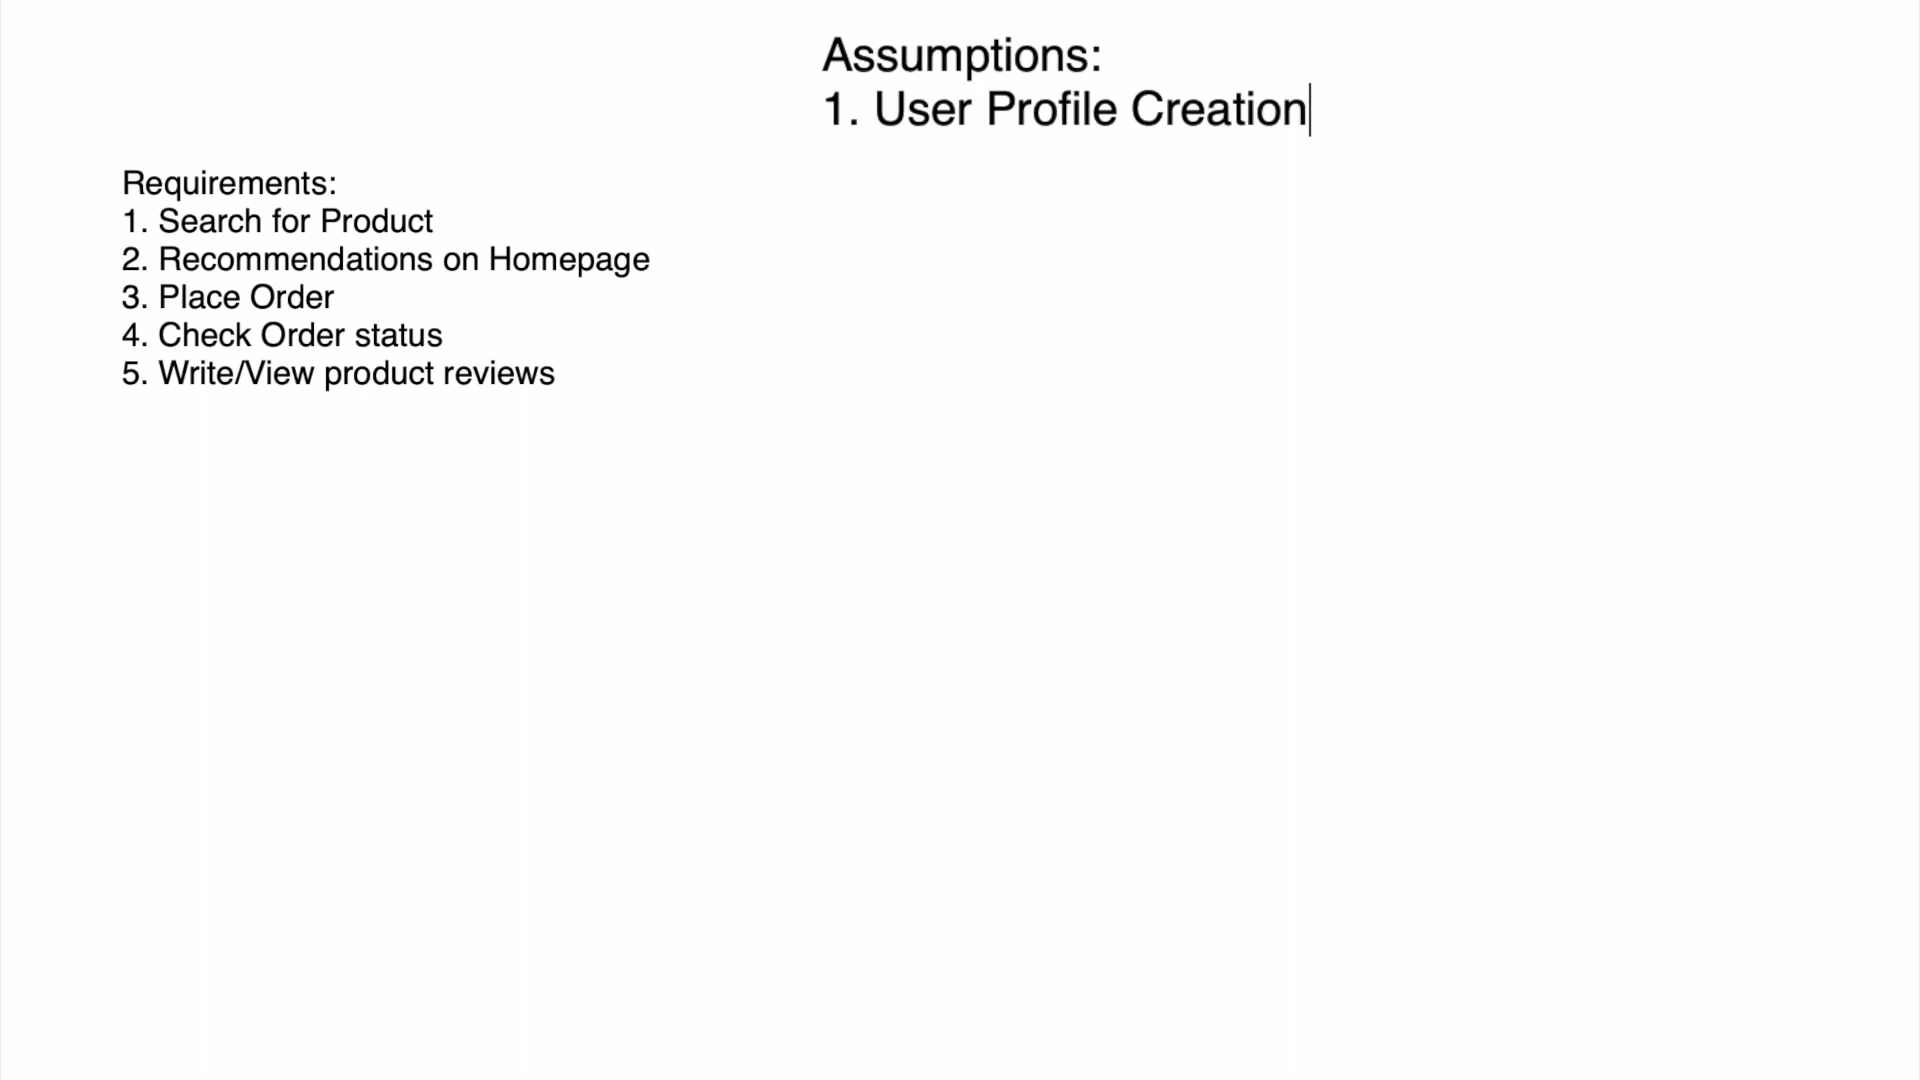 Assumptions:
1. User Profile Creation
Requirements:
1. Search for Product
2. Recommendations on Homepage
3. Place Order
4. Check Order status
5. Write/View product reviews